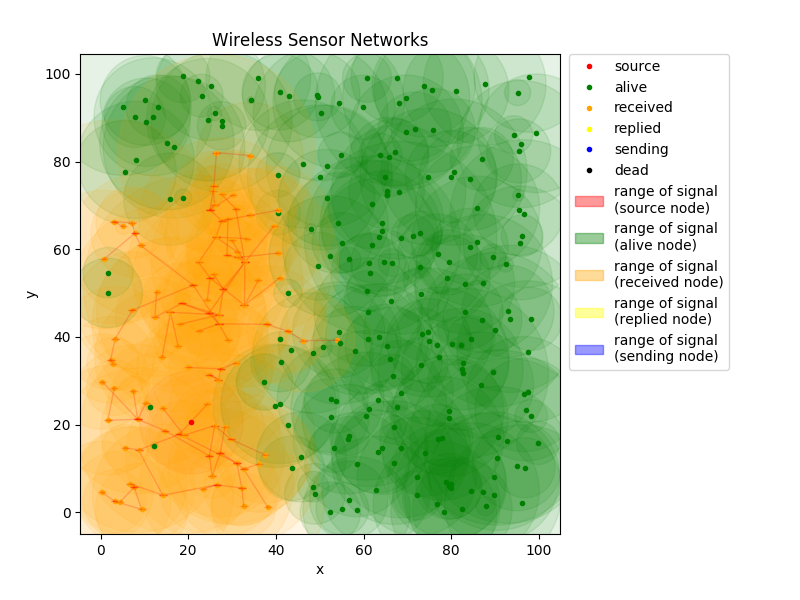 Wireless Sensor Networks
100
80
60
40
20
0
y
0 20 40 60 80 100
x
source
alive
received
replied
sending
dead
range of signal
(source node)
range of signal
(alive node)
range of signal
(received node)
range of signal
(replied node)
range of signal
(sending node)